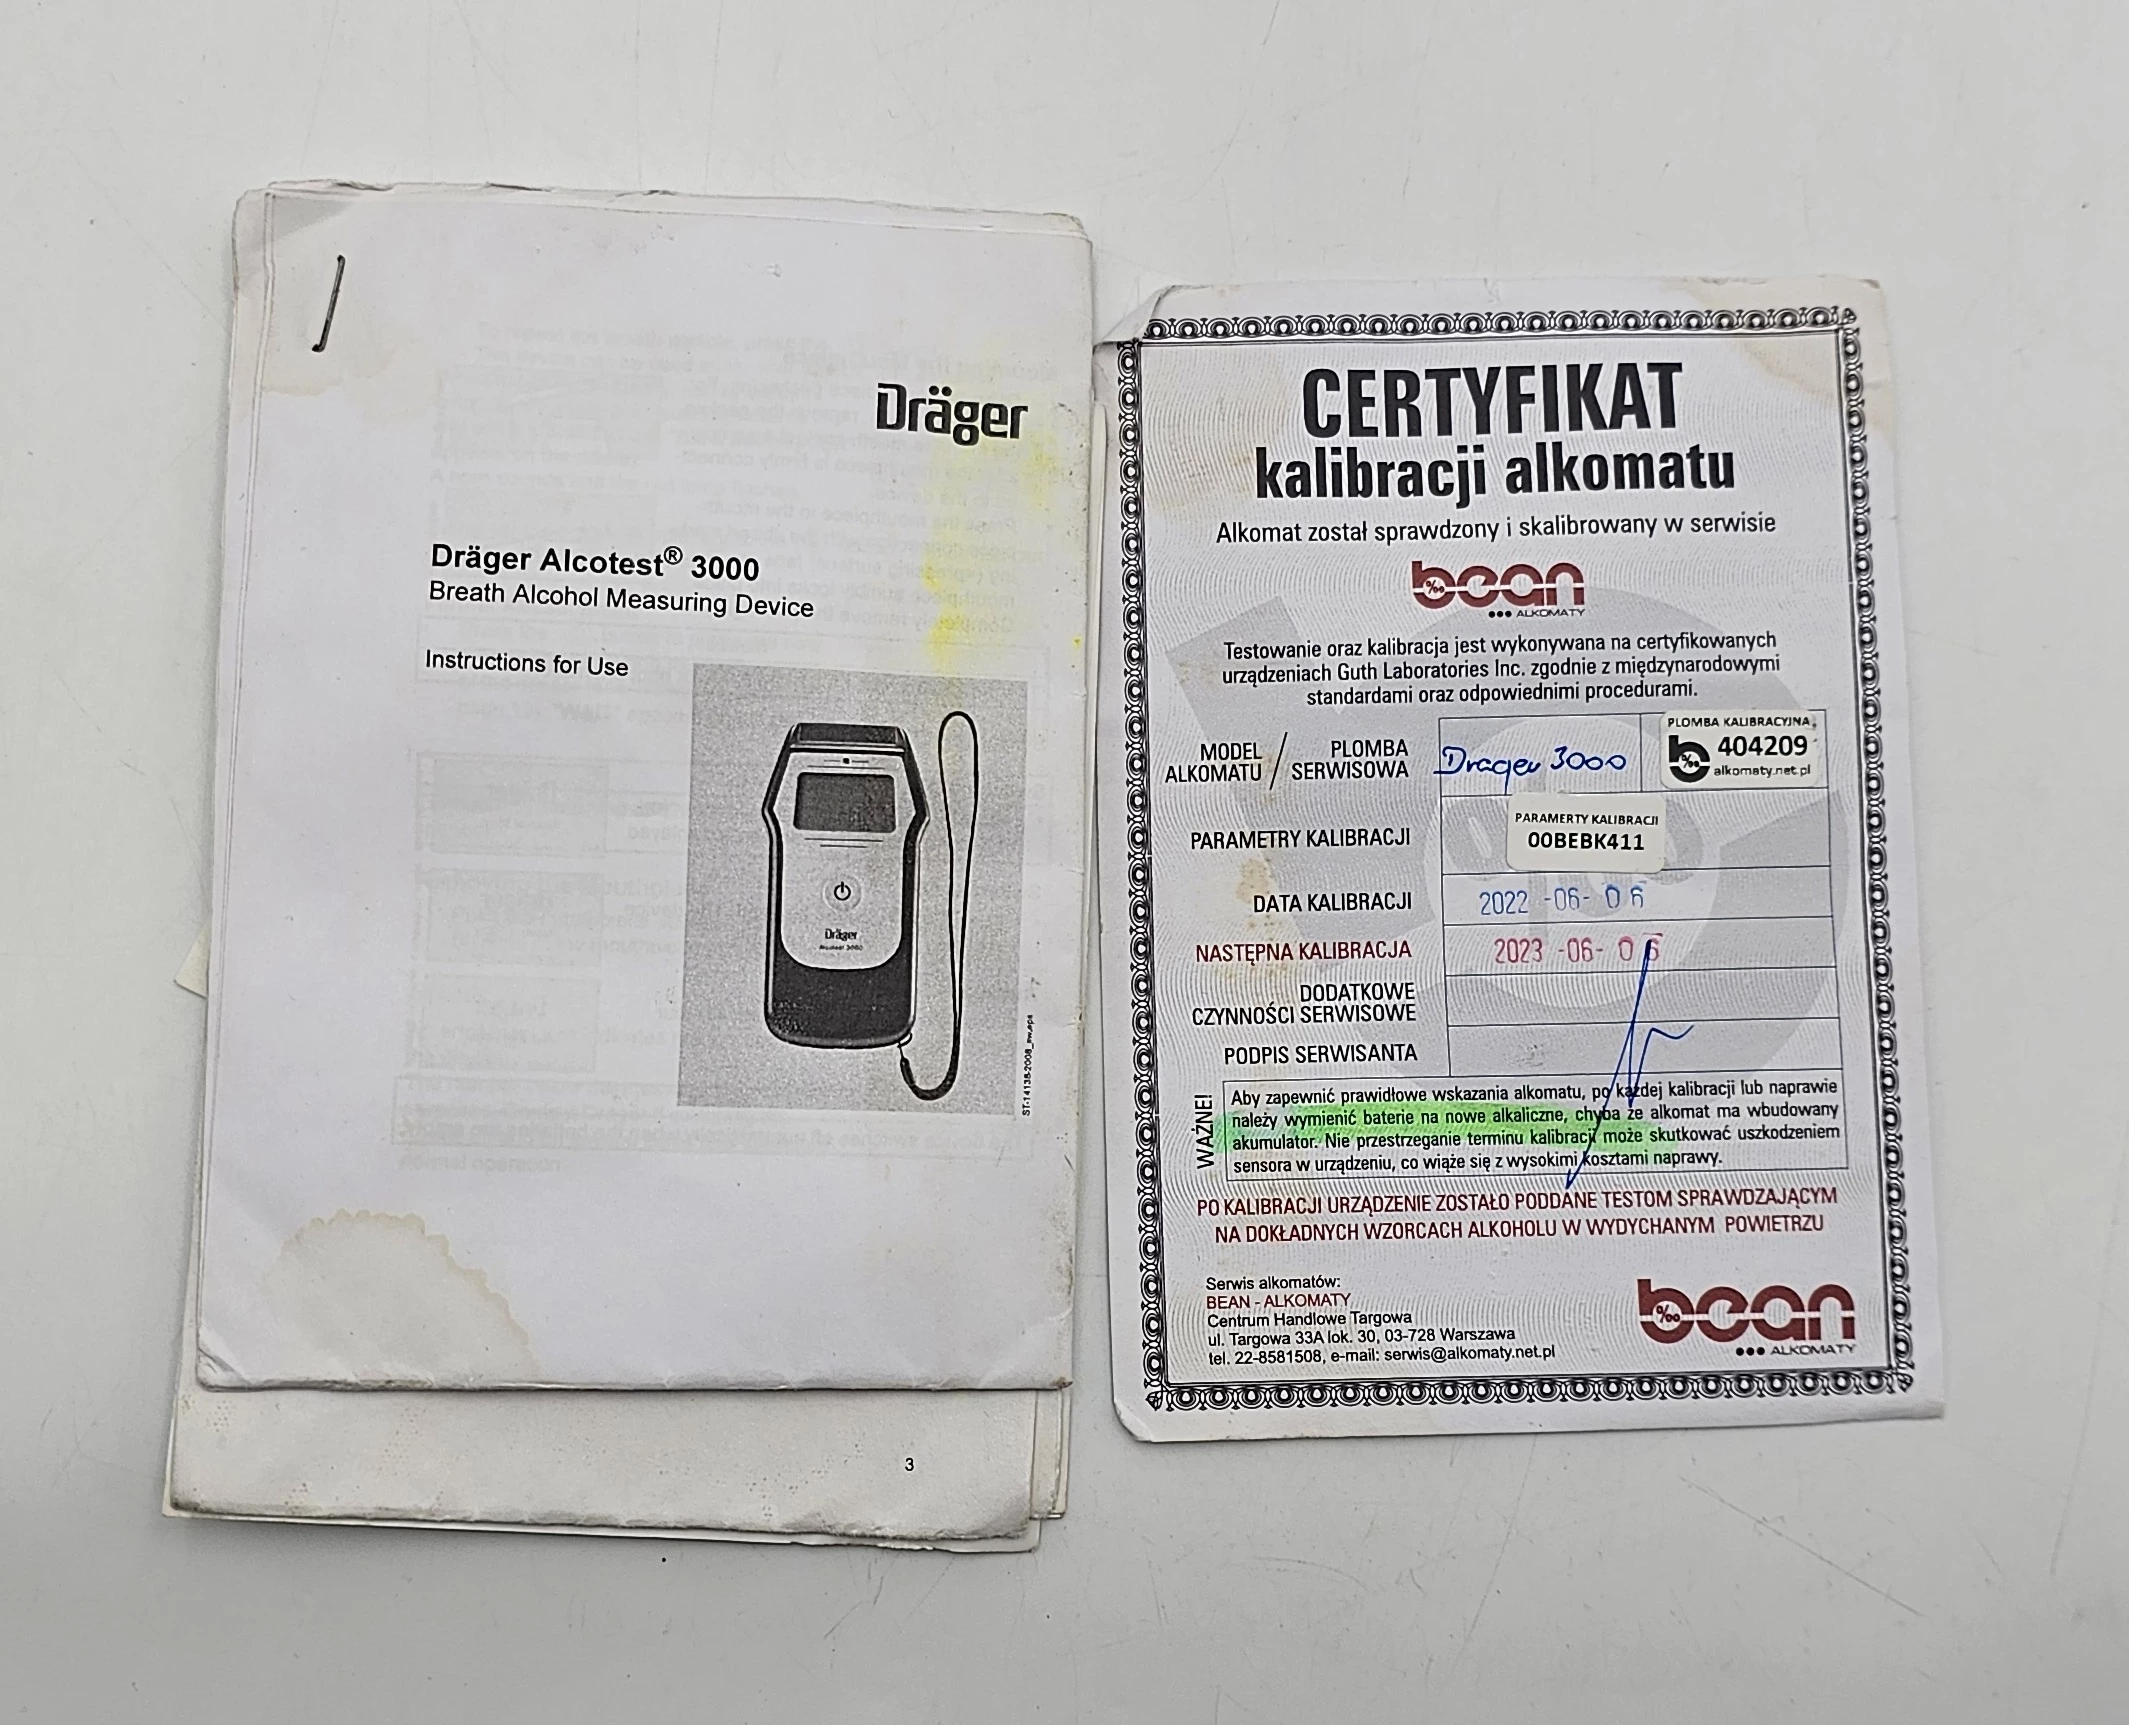 Dräger
Dräger Alcotest® 3000
Breath Alcohol Measuring Device
Instructions for Use
Dräger
Alcotest 3000
ST-14138-2008_sw.eps
3
CERTYFIKAT
kalibracji alkomatu
Alkomat został sprawdzony i skalibrowany w serwisie
bean
ALKOMATY
Testowanie oraz kalibracja jest wykonywana na certyfikowanych
urządzeniach Guth Laboratories Inc. zgodnie z międzynarodowymi
standardami oraz odpowiednimi procedurami.
MODEL ALKOMATU / PLOMBA SERWISOWA
Drager 3000
PLOMBA KALIBRACYJNA
‰ 404209
alkomaty.net.pl
PARAMETRY KALIBRACJI
PARAMERTY KALIBRACJI
00BEBK411
DATA KALIBRACJI 2022 -06- 06
NASTĘPNA KALIBRACJA 2023 -06- 06
DODATKOWE
CZYNNOŚCI SERWISOWE
PODPIS SERWISANTA
WAŻNE!
Aby zapewnić prawidłowe wskazania alkomatu, po każdej kalibracji lub naprawie
należy wymienić baterie na nowe alkaliczne, chyba że alkomat ma wbudowany
akumulator. Nie przestrzeganie terminu kalibracji może skutkować uszkodzeniem
sensora w urządzeniu, co wiąże się z wysokimi kosztami naprawy.
PO KALIBRACJI URZĄDZENIE ZOSTAŁO PODDANE TESTOM SPRAWDZAJĄCYM
NA DOKŁADNYCH WZORCACH ALKOHOLU W WYDYCHANYM POWIETRZU
Serwis alkomatów:
BEAN - ALKOMATY
Centrum Handlowe Targowa
ul. Targowa 33A lok. 30, 03-728 Warszawa
tel. 22-8581508, e-mail: serwis@alkomaty.net.pl
bean
ALKOMATY